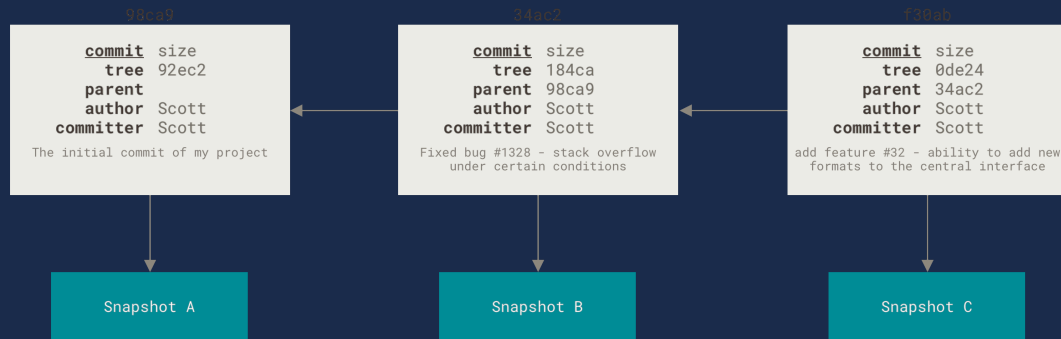 98ca9
commit size
tree 92ec2
parent
author Scott
committer Scott
The initial commit of my project
Snapshot A
34ac2
commit size
tree 184ca
parent 98ca9
author Scott
committer Scott
Fixed bug #1328 - stack overflow
under certain conditions
Snapshot B
f30ab
commit size
tree 0de24
parent 34ac2
author Scott
committer Scott
add feature #32 - ability to add new
formats to the central interface
Snapshot C